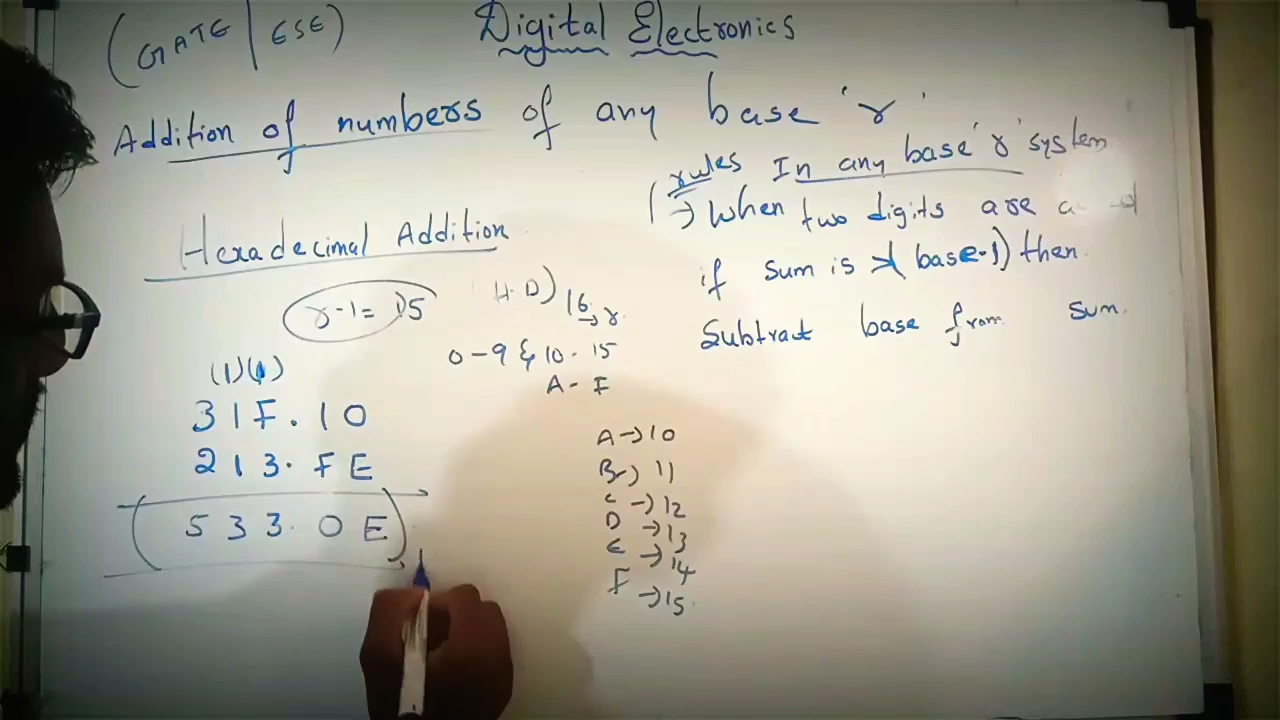 (GATE | ESE)
Digital Electronics
Addition of numbers of any base 'r'
(rules In any base 'r' system
→ When two digits are
if sum is > (base-1) then
Subtract base from sum.
Hexadecimal Addition
r-1 = 15
H.D) 16 → r
0-9 & 10-15
A-F
(1)(1)
31F.10
213.FE
(533.0E)
A→10
B→11
C→12
D→13
E→14
F→15